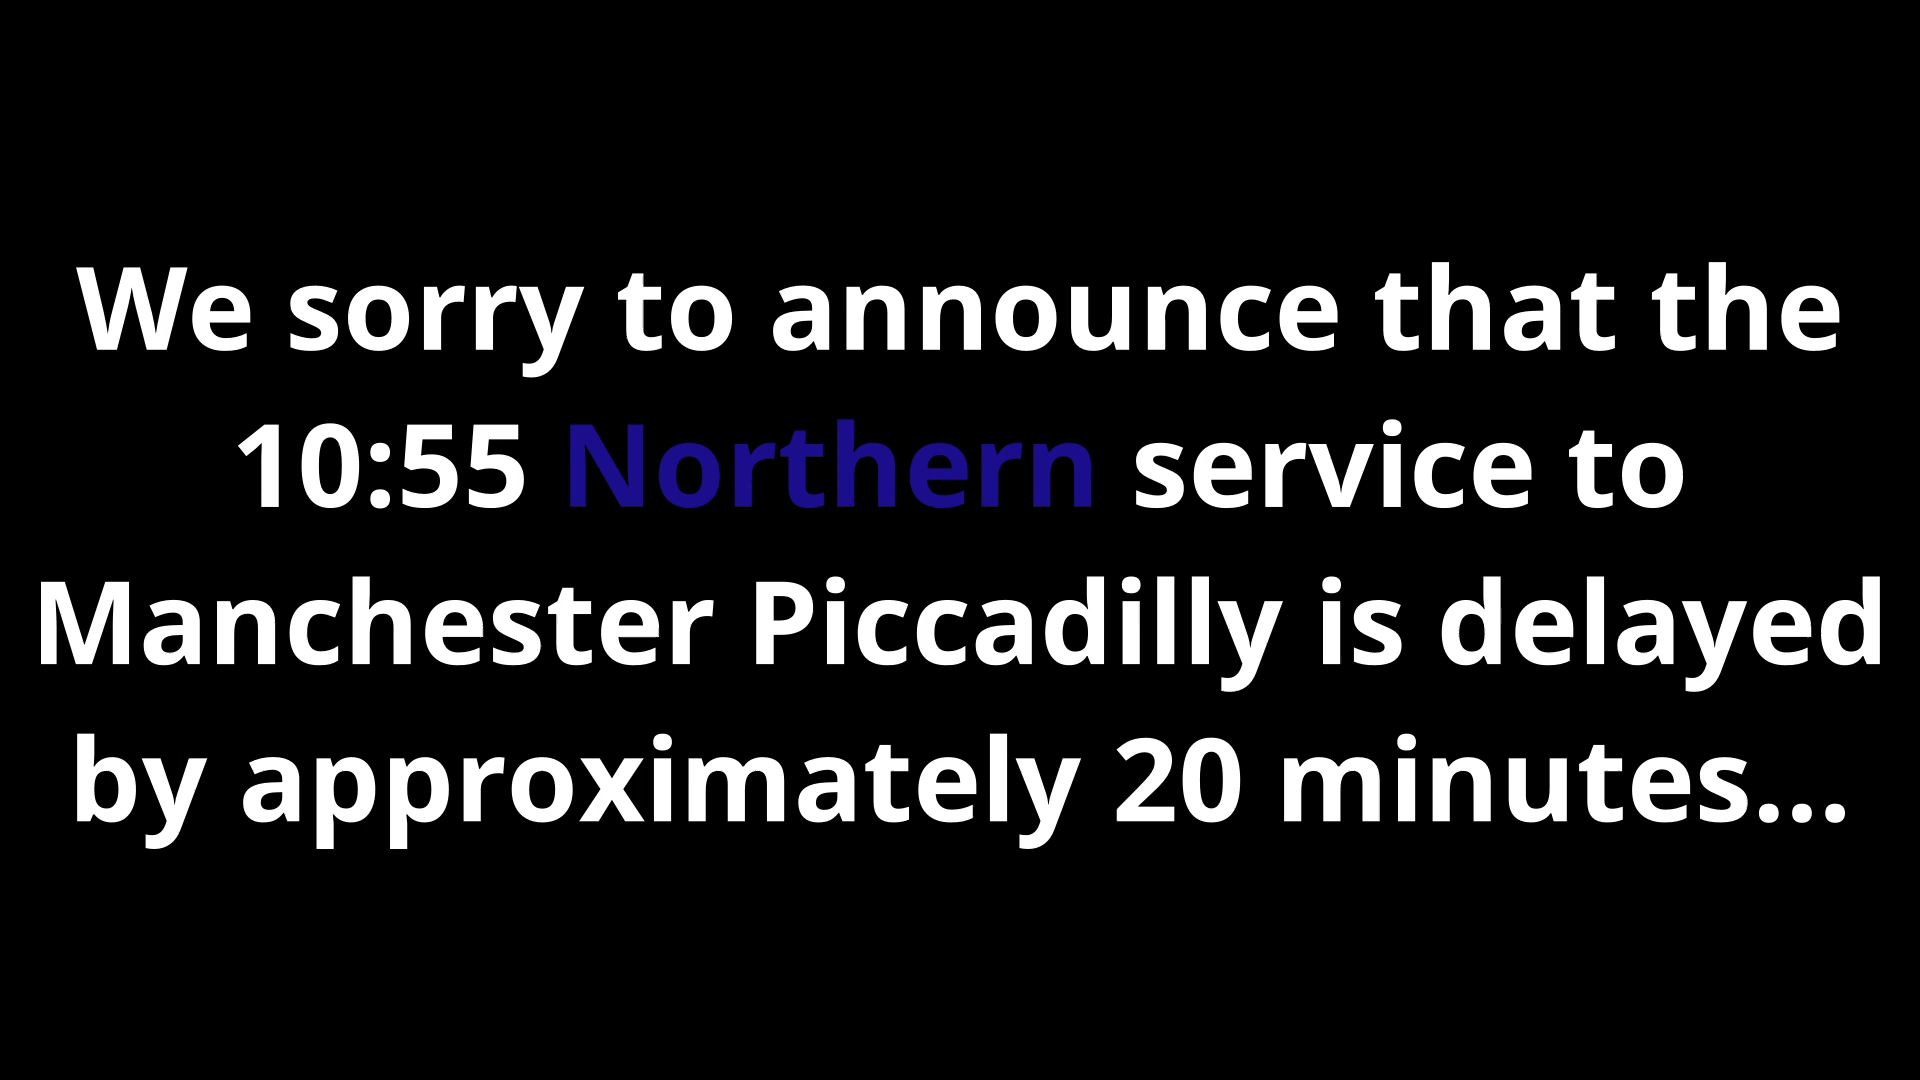 We sorry to announce that the
10:55 Northern service to
Manchester Piccadilly is delayed
by approximately 20 minutes...